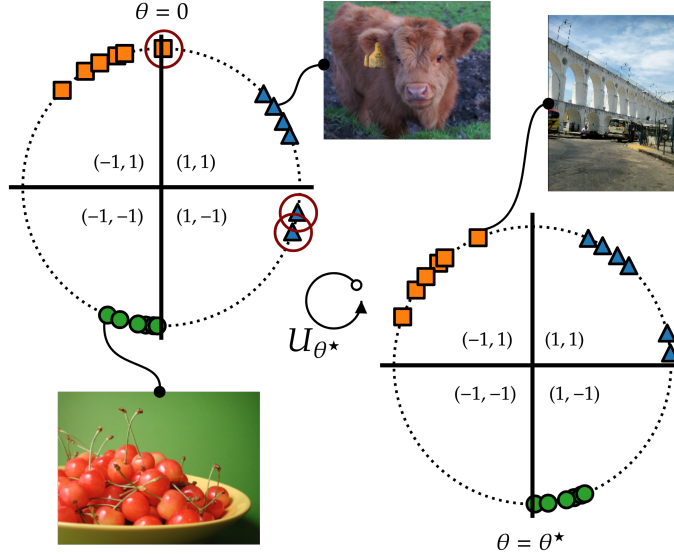 θ = 0
(−1, 1) (1, 1)
(−1, −1) (1, −1)
U_θ⋆
(−1, 1) (1, 1)
(−1, −1) (1, −1)
θ = θ⋆